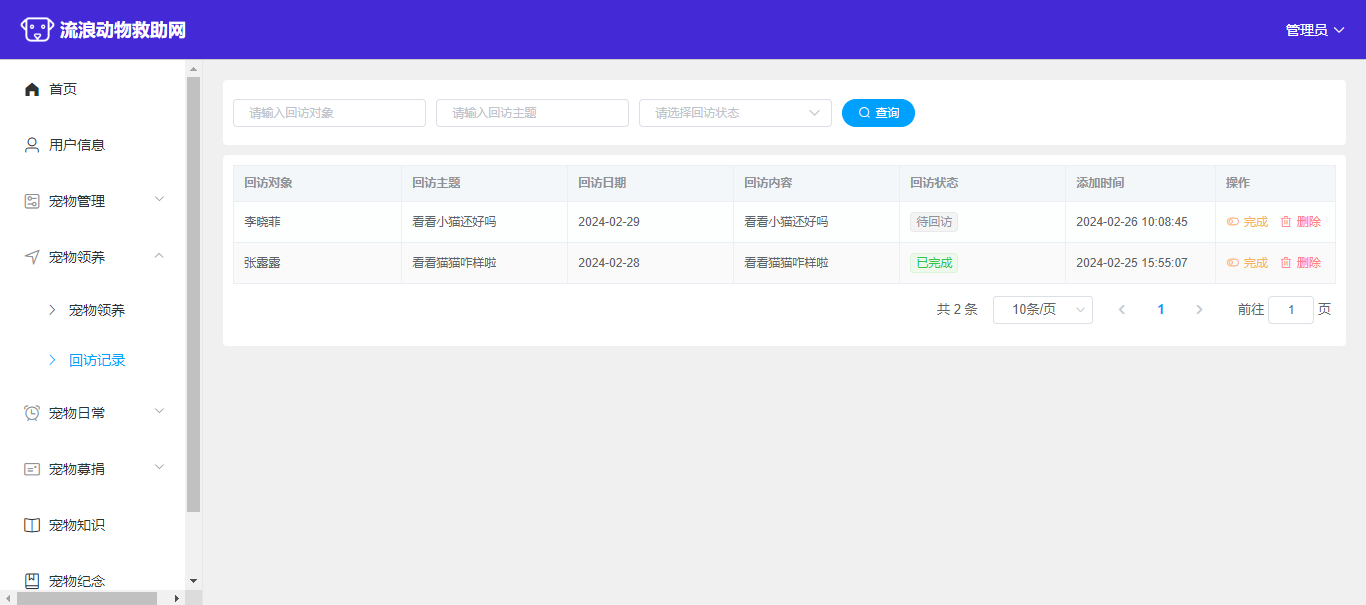 流浪动物救助网
管理员
首页
用户信息
宠物管理
宠物领养
宠物领养
回访记录
宠物日常
宠物募捐
宠物知识
宠物纪念
请输入回访对象 请输入回访主题 请选择回访状态 查询
回访对象 回访主题 回访日期 回访内容 回访状态 添加时间 操作
李晓菲 看看小猫还好吗 2024-02-29 看看小猫还好吗 待回访 2024-02-26 10:08:45 完成 删除
张露露 看看猫猫咋样啦 2024-02-28 看看猫猫咋样啦 已完成 2024-02-25 15:55:07 完成 删除
共 2 条 10条/页 1 前往 1 页